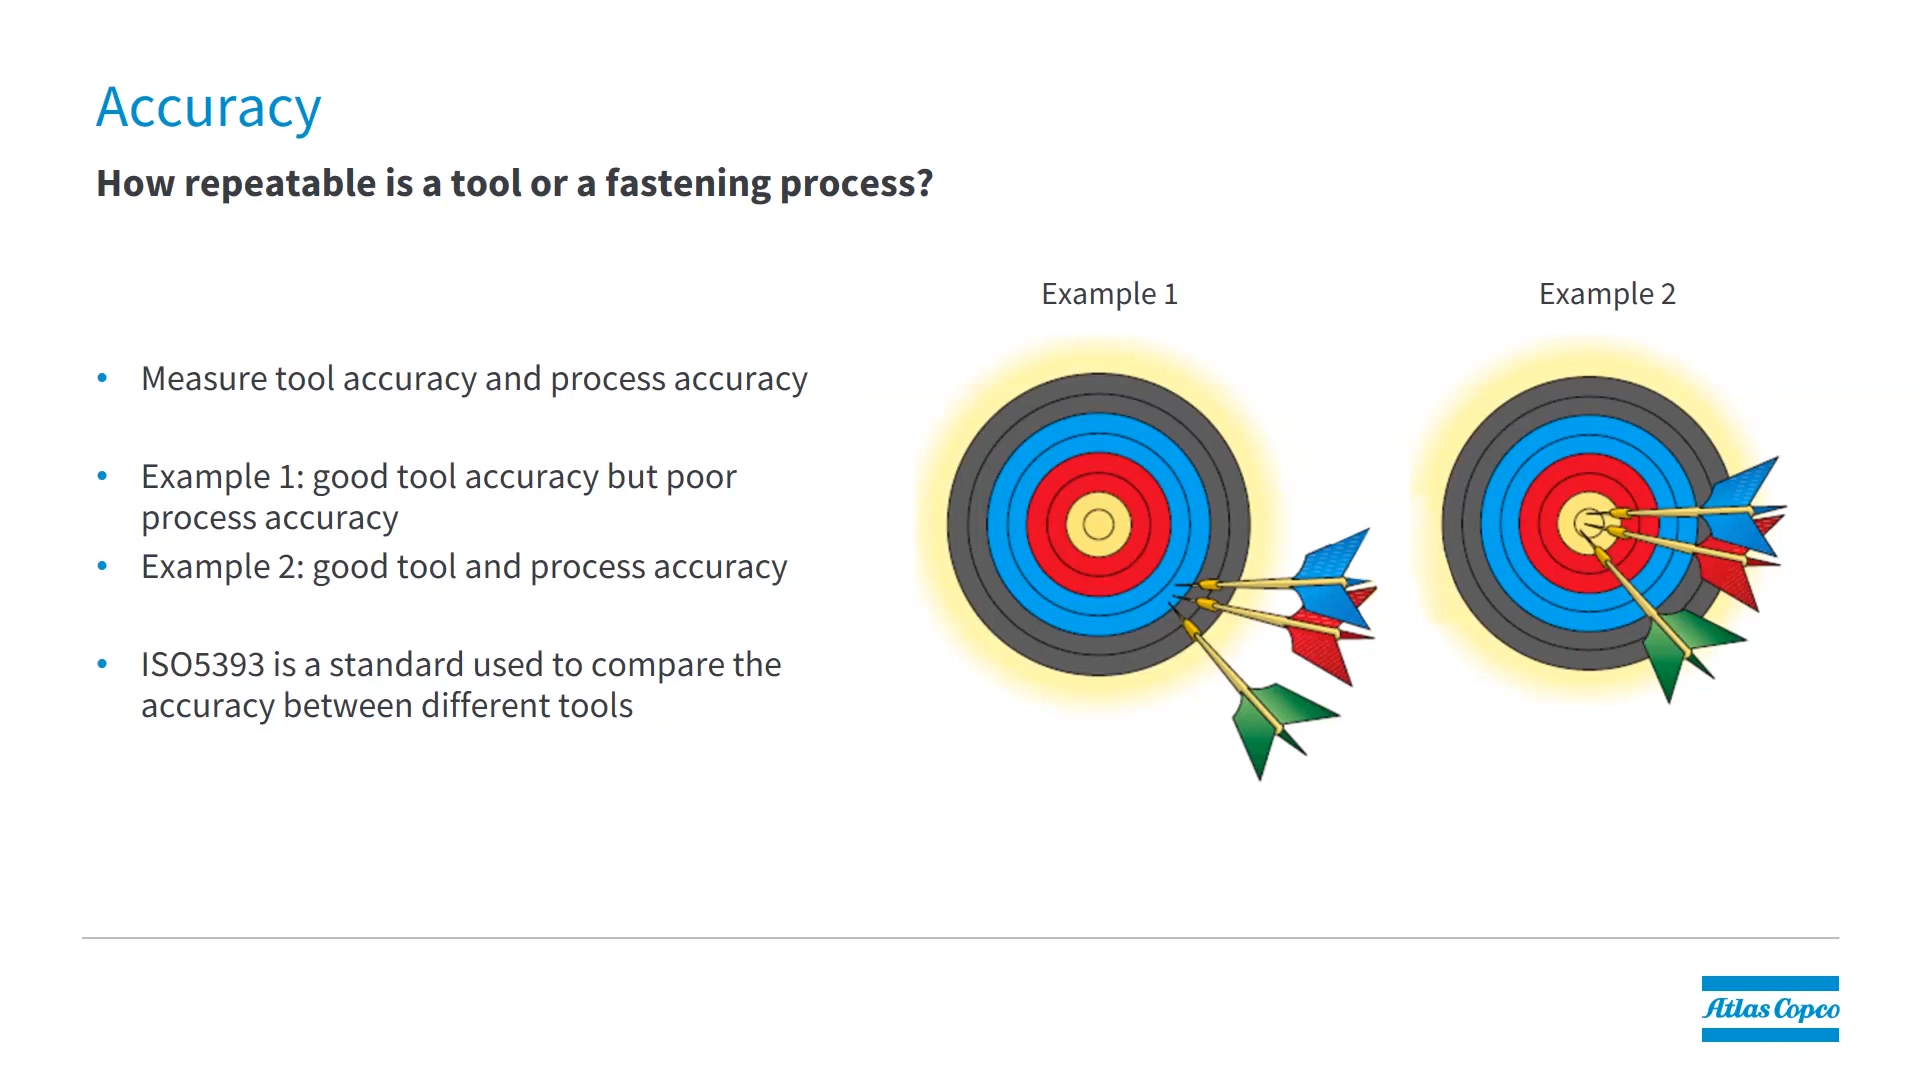 Accuracy
How repeatable is a tool or a fastening process?
Example 1
Example 2
• Measure tool accuracy and process accuracy
• Example 1: good tool accuracy but poor
process accuracy
• Example 2: good tool and process accuracy
• ISO5393 is a standard used to compare the
accuracy between different tools
Atlas Copco